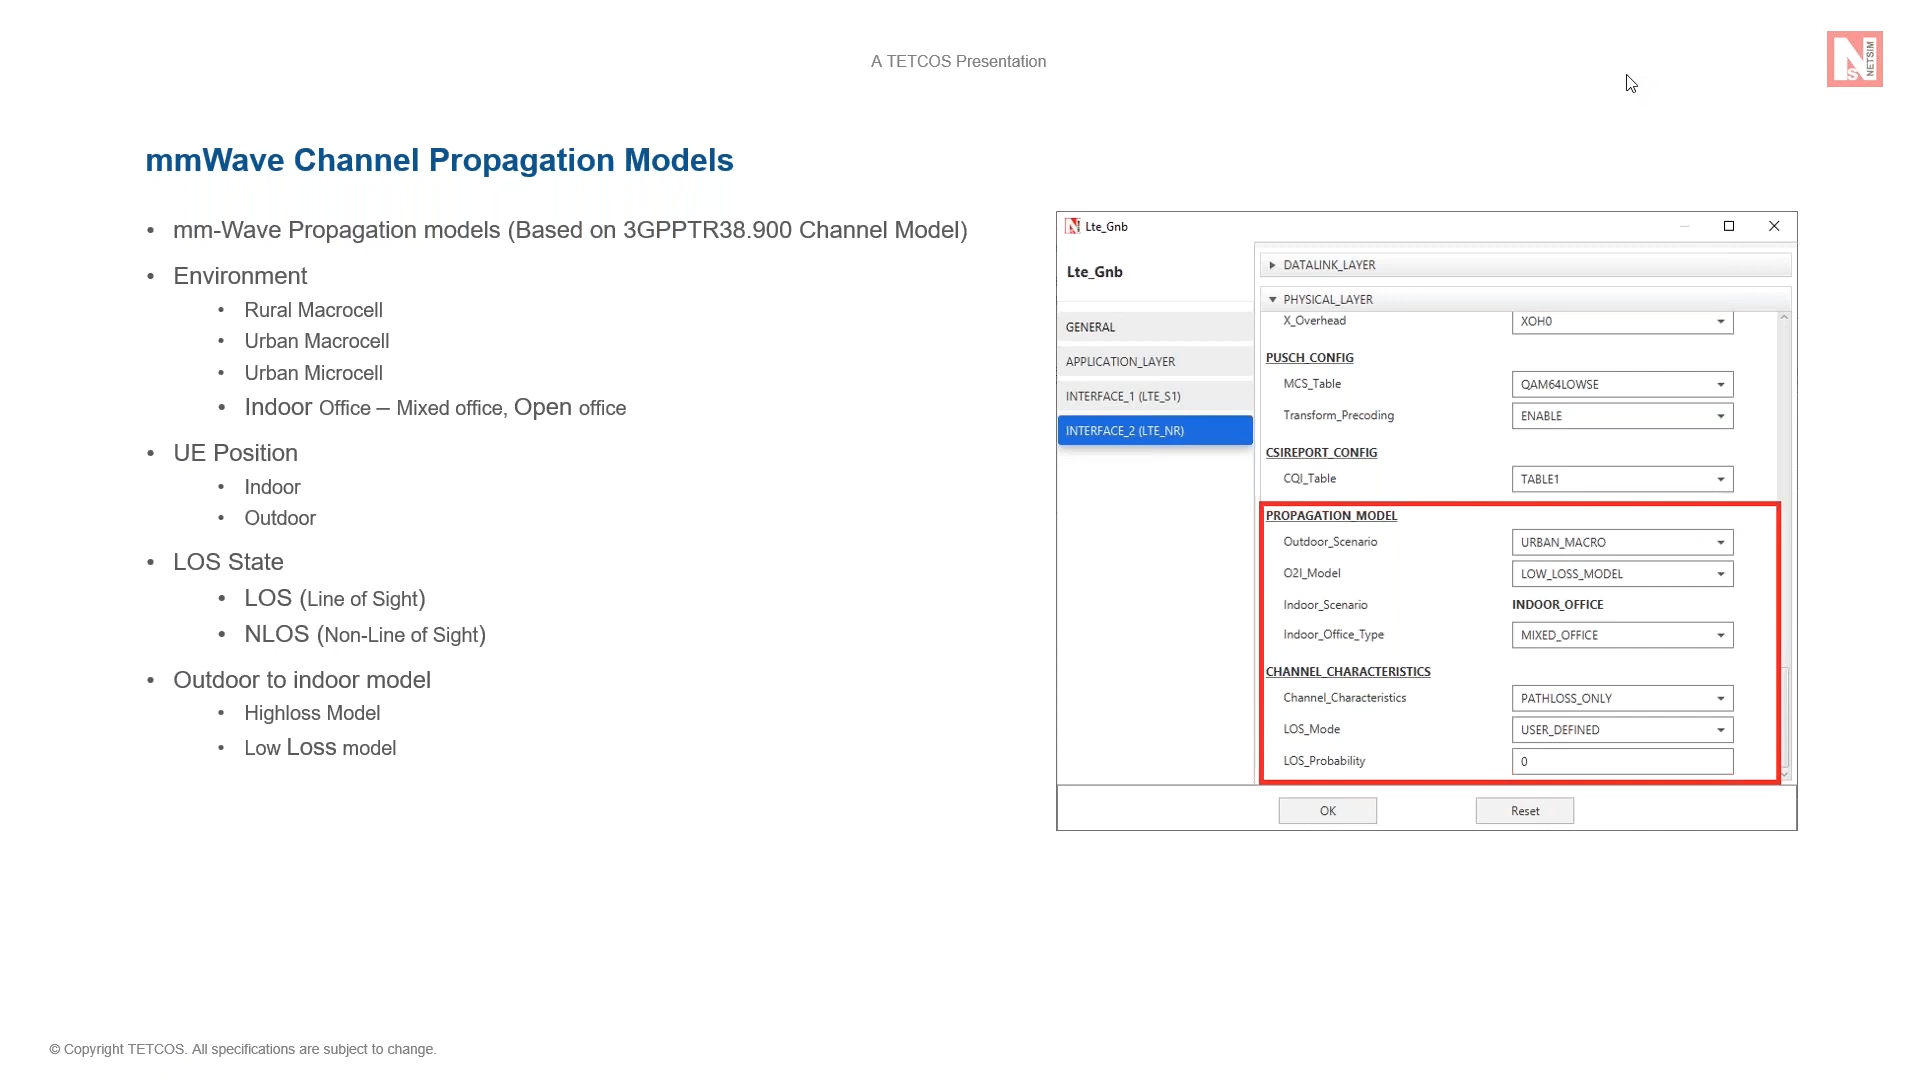 A TETCOS Presentation
NS NETSIM
mmWave Channel Propagation Models
• mm-Wave Propagation models (Based on 3GPPTR38.900 Channel Model)
• Environment
• Rural Macrocell
• Urban Macrocell
• Urban Microcell
• Indoor Office – Mixed office, Open office
• UE Position
• Indoor
• Outdoor
• LOS State
• LOS (Line of Sight)
• NLOS (Non-Line of Sight)
• Outdoor to indoor model
• Highloss Model
• Low Loss model
Lte_Gnb
Lte_Gnb
GENERAL
APPLICATION_LAYER
INTERFACE_1 (LTE_S1)
INTERFACE_2 (LTE_NR)
DATALINK_LAYER
PHYSICAL_LAYER
X_Overhead XOH0
PUSCH_CONFIG
MCS_Table QAM64LOWSE
Transform_Precoding ENABLE
CSIREPORT_CONFIG
CQI_Table TABLE1
PROPAGATION_MODEL
Outdoor_Scenario URBAN_MACRO
O2I_Model LOW_LOSS_MODEL
Indoor_Scenario INDOOR_OFFICE
Indoor_Office_Type MIXED_OFFICE
CHANNEL_CHARACTERISTICS
Channel_Characteristics PATHLOSS_ONLY
LOS_Mode USER_DEFINED
LOS_Probability 0
OK Reset
© Copyright TETCOS. All specifications are subject to change.